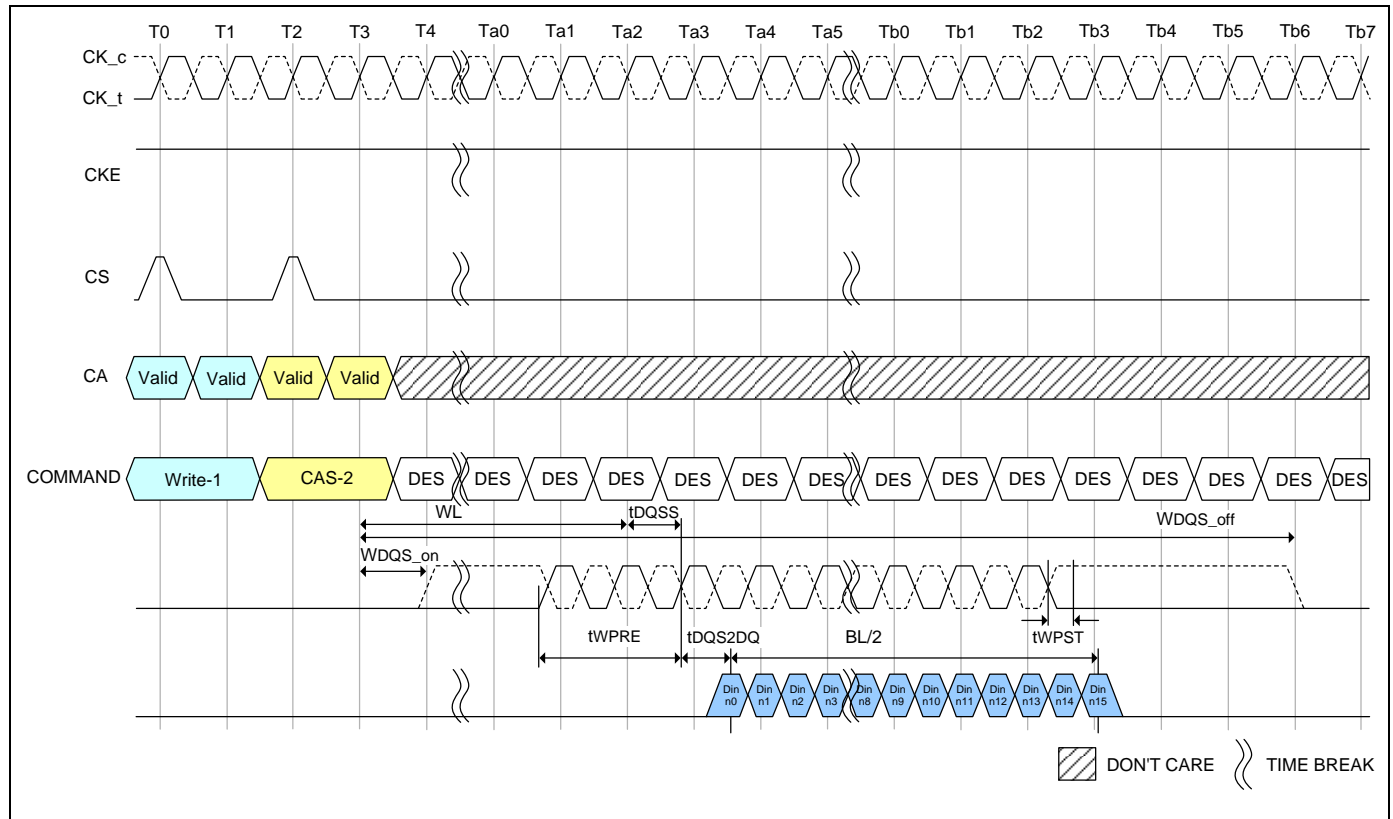 T0 T1 T2 T3 T4 Ta0 Ta1 Ta2 Ta3 Ta4 Ta5 Tb0 Tb1 Tb2 Tb3 Tb4 Tb5 Tb6 Tb7
CK_c
CK_t
CKE
CS
CA Valid Valid Valid Valid
COMMAND Write-1 CAS-2 DES DES DES DES DES DES DES DES DES DES DES DES DES DES DES
WL tDQSS WDQS_off
WDQS_on
tWPRE tDQS2DQ BL/2 tWPST
Din Din Din Din Din Din Din Din Din Din Din Din
n0 n1 n2 n3 n8 n9 n10 n11 n12 n13 n14 n15
DON'T CARE TIME BREAK